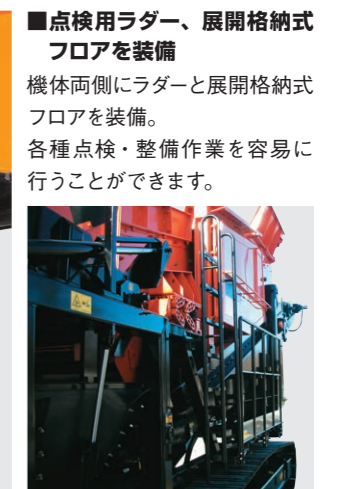 ■点検用ラダー、展開格納式
フロアを装備
機体両側にラダーと展開格納式
フロアを装備。
各種点検・整備作業を容易に
行うことができます。